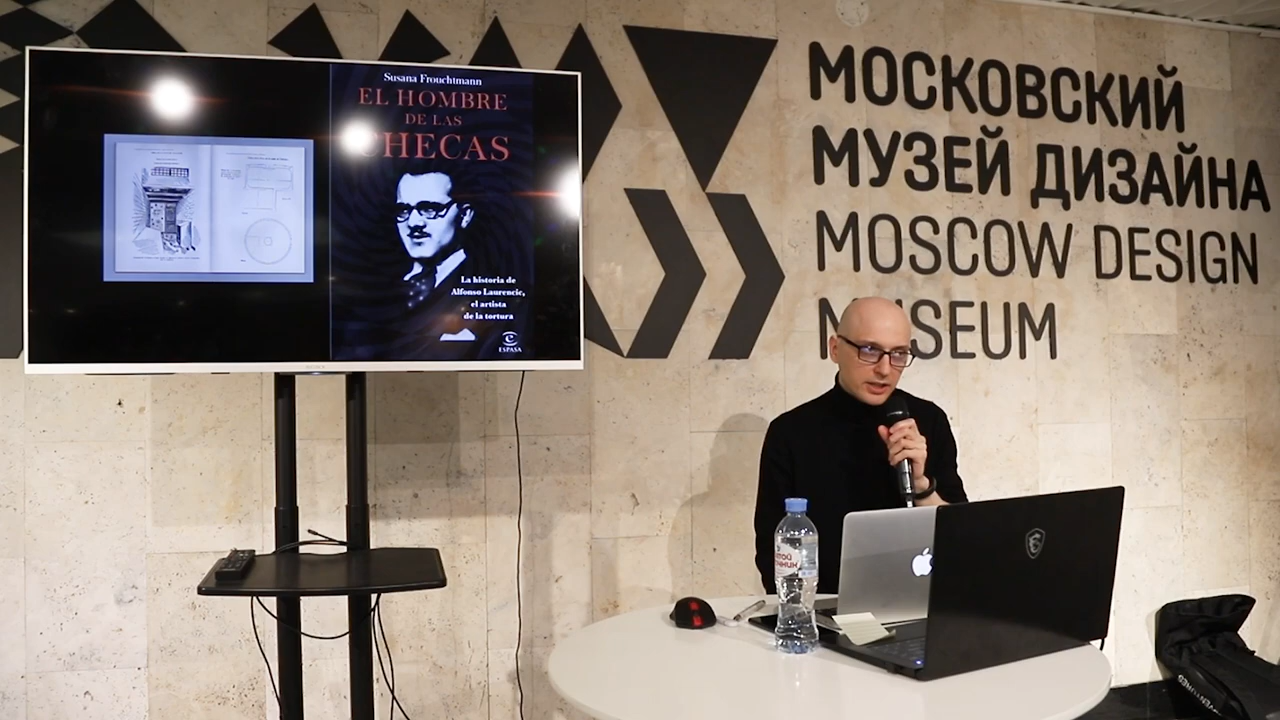 Susana Frouchtmann
EL HOMBRE
DE LAS
CHECAS
La historia de
Alfonso Laurencic,
el artista
de la tortura
ESPASA
МОСКОВСКИЙ
МУЗЕЙ ДИЗАЙНА
MOSCOW DESIGN
MUSEUM